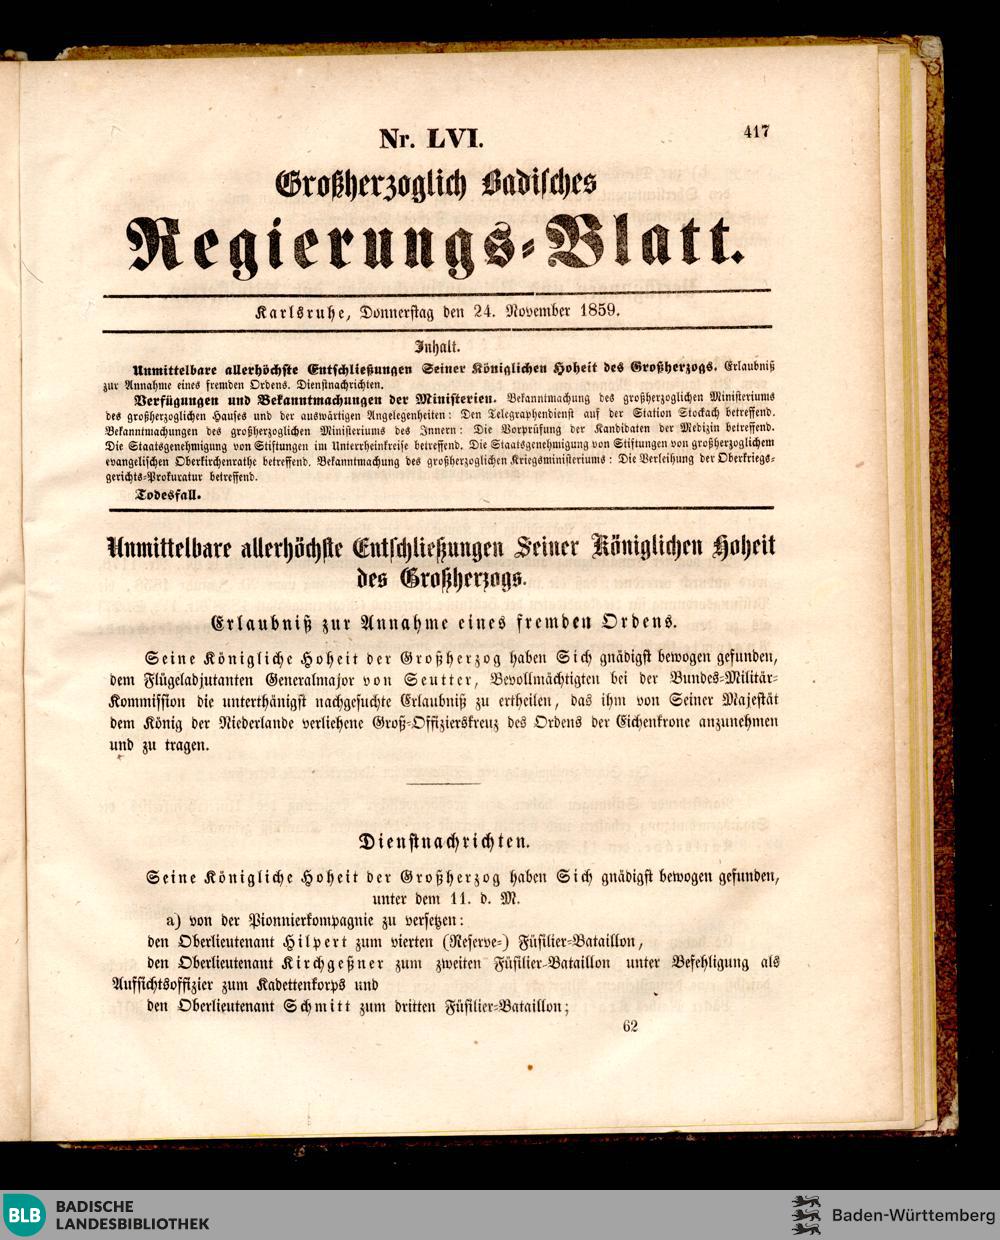 Nr. LVI.
417
Großherzoglich Badisches
Regierungs-Blatt.
Karlsruhe, Donnerstag den 24. November 1859.
Inhalt.
Unmittelbare allerhöchste Entschließungen Seiner Königlichen Hoheit des Großherzogs. Erlaubniß
zur Annahme eines fremden Ordens. Dienstnachrichten.
Verfügungen und Bekanntmachungen der Ministerien. Bekanntmachung des großherzoglichen Ministeriums
des großherzoglichen Hauses und der auswärtigen Angelegenheiten: Den Telegraphendienst auf der Station Stockach betreffend.
Bekanntmachungen des großherzoglichen Ministeriums des Innern: Die Vorprüfung der Kandidaten der Medizin betreffend.
Die Staatsgenehmigung von Stiftungen im Unterrheinkreise betreffend. Die Staatsgenehmigung von Stiftungen von großherzoglichem
evangelischen Oberkirchenrathe betreffend. Bekanntmachung des großherzoglichen Kriegsministeriums: Die Verleihung der Oberkriegs-
gerichts-Prokuratur betreffend.
Todesfall.
Unmittelbare allerhöchste Entschließungen Seiner Königlichen Hoheit
des Großherzogs.
Erlaubniß zur Annahme eines fremden Ordens.
Seine Königliche Hoheit der Großherzog haben Sich gnädigst bewogen gefunden,
dem Flügeladjutanten Generalmajor von Seutter, Bevollmächtigten bei der Bundes-Militär-
Kommission die unterthänigst nachgesuchte Erlaubniß zu ertheilen, das ihm von Seiner Majestät
dem König der Niederlande verliehene Groß-Offizierskreuz des Ordens der Eichenkrone anzunehmen
und zu tragen.
Dienstnachrichten.
Seine Königliche Hoheit der Großherzog haben Sich gnädigst bewogen gefunden,
unter dem 11. d. M.
a) von der Pionnierkompagnie zu versetzen:
den Oberlieutenant Hilpert zum vierten (Reserve-) Füsilier-Bataillon,
den Oberlieutenant Kirchgeßner zum zweiten Füsilier-Bataillon unter Befehligung als
Aufsichtsoffizier zum Kadettenkorps und
den Oberlieutenant Schmitt zum dritten Füsilier-Bataillon;
62
BLB BADISCHE
LANDESBIBLIOTHEK
Baden-Württemberg